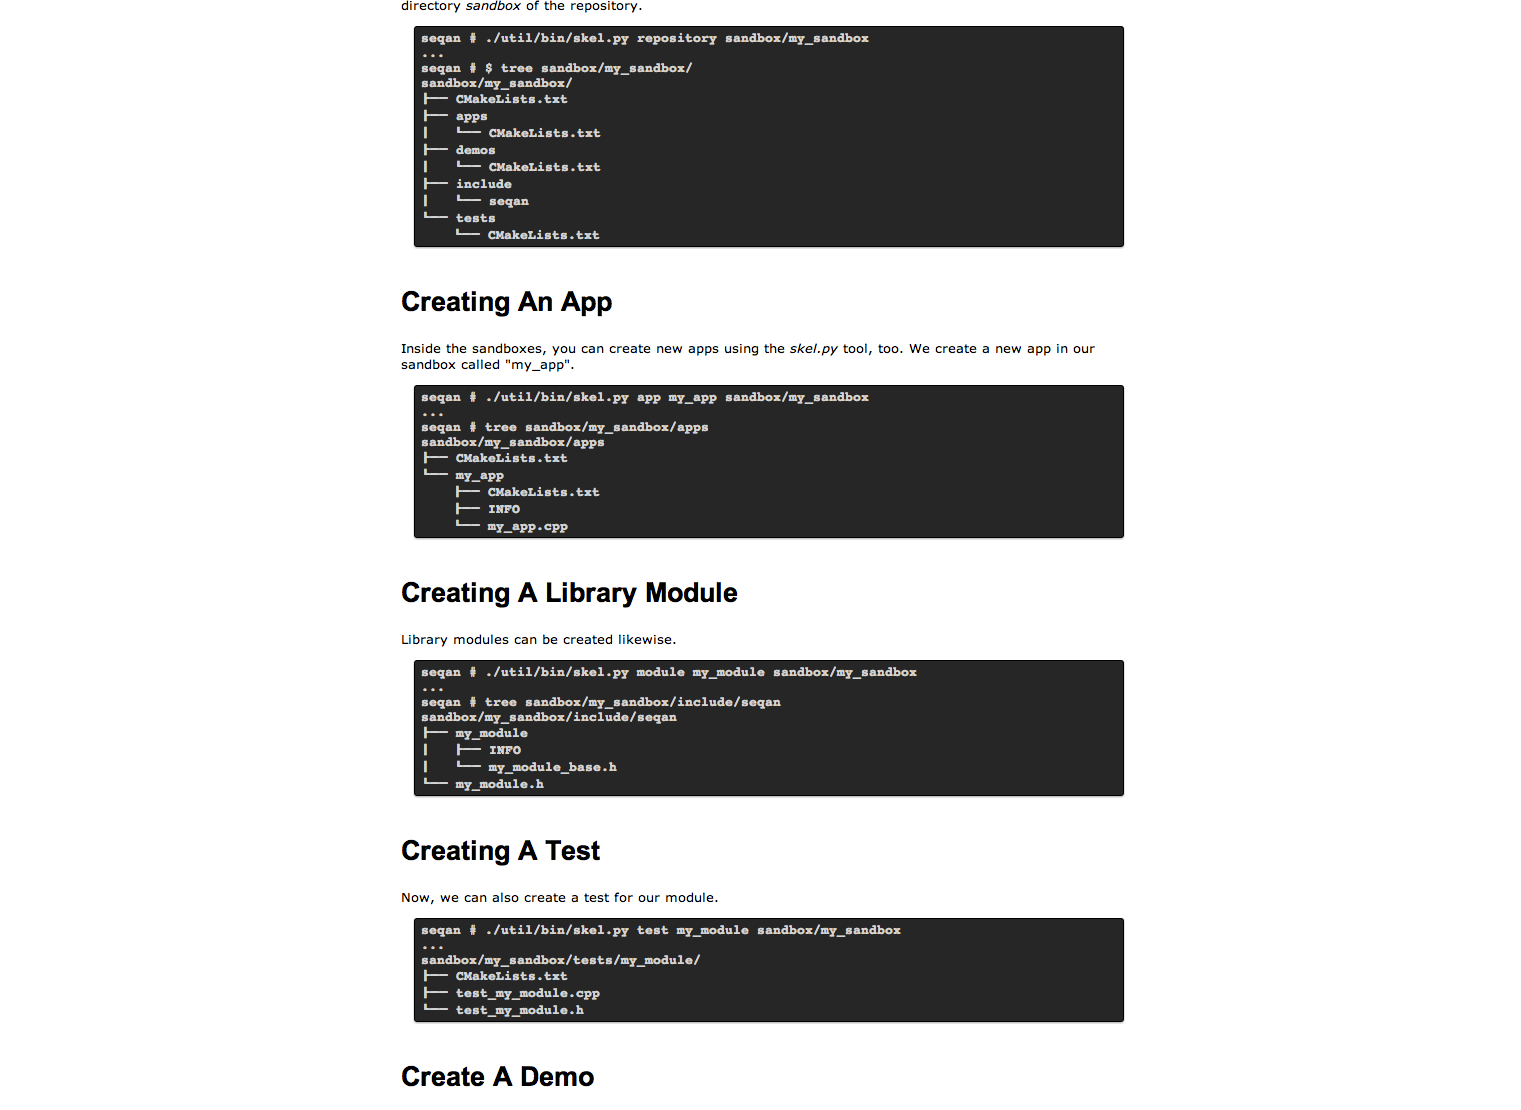 directory sandbox of the repository.
seqan # ./util/bin/skel.py repository sandbox/my_sandbox
...
seqan # $ tree sandbox/my_sandbox/
sandbox/my_sandbox/
├── CMakeLists.txt
├── apps
│   └── CMakeLists.txt
├── demos
│   └── CMakeLists.txt
├── include
│   └── seqan
└── tests
    └── CMakeLists.txt
Creating An App
Inside the sandboxes, you can create new apps using the skel.py tool, too. We create a new app in our
sandbox called "my_app".
seqan # ./util/bin/skel.py app my_app sandbox/my_sandbox
...
seqan # tree sandbox/my_sandbox/apps
sandbox/my_sandbox/apps
├── CMakeLists.txt
└── my_app
    ├── CMakeLists.txt
    ├── INFO
    └── my_app.cpp
Creating A Library Module
Library modules can be created likewise.
seqan # ./util/bin/skel.py module my_module sandbox/my_sandbox
...
seqan # tree sandbox/my_sandbox/include/seqan
sandbox/my_sandbox/include/seqan
├── my_module
│   ├── INFO
│   └── my_module_base.h
└── my_module.h
Creating A Test
Now, we can also create a test for our module.
seqan # ./util/bin/skel.py test my_module sandbox/my_sandbox
...
sandbox/my_sandbox/tests/my_module/
├── CMakeLists.txt
├── test_my_module.cpp
└── test_my_module.h
Create A Demo